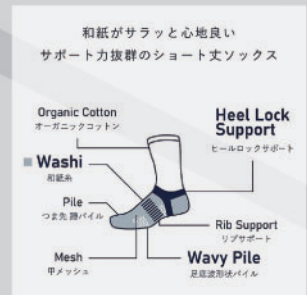 和紙がサラッと心地良い
サポート力抜群のショート丈ソックス
Organic Cotton
オーガニックコットン
Heel Lock
Support
ヒールロックサポート
Washi
和紙糸
Pile
つま先 踵パイル
Rib Support
リブサポート
Mesh
甲メッシュ
Wavy Pile
足底波形状パイル